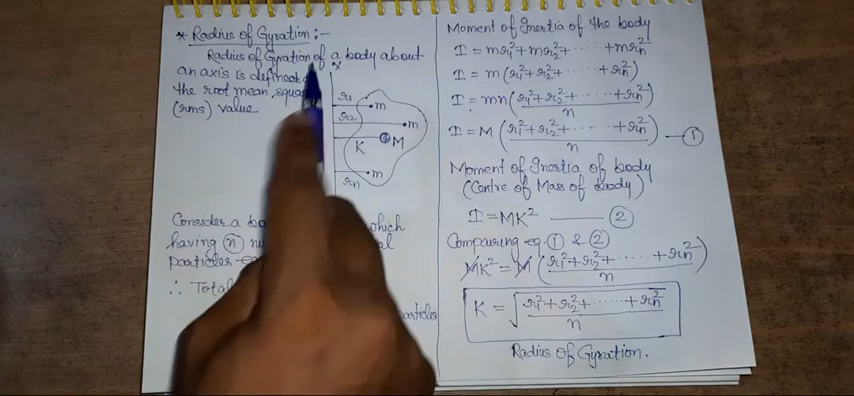 * Radius of Gyration :-
Radius of Gyration of a body about
an axis is defined
the root mean
(rms) value
x
r1 m
r2 m
K M
rn m
Consider a which
having n
particles
∴ Total
particles
Moment of Inertia of the body
I = mr1² + mr2² + ...... + mrn²
I = m (r1² + r2² + ...... + rn²)
I = mn (r1² + r2² + ...... + rn² / n)
I = M (r1² + r2² + ...... + rn² / n) — 1
Moment of Inertia of body
(Centre of Mass of body)
I = MK² — 2
Comparing eq. 1 & 2
MK² = M (r1² + r2² + ...... + rn² / n)
K = √(r1² + r2² + ...... + rn² / n)
Radius of Gyration.